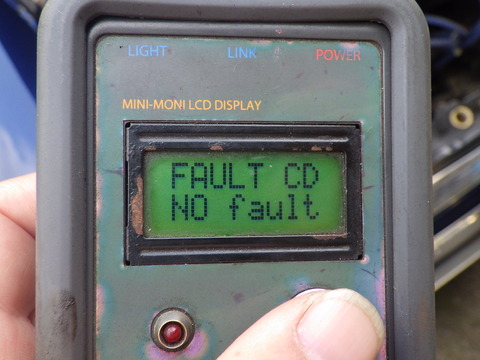 LIGHT LINK POWER
MINI-MONI LCD DISPLAY
FAULT CD
NO fault